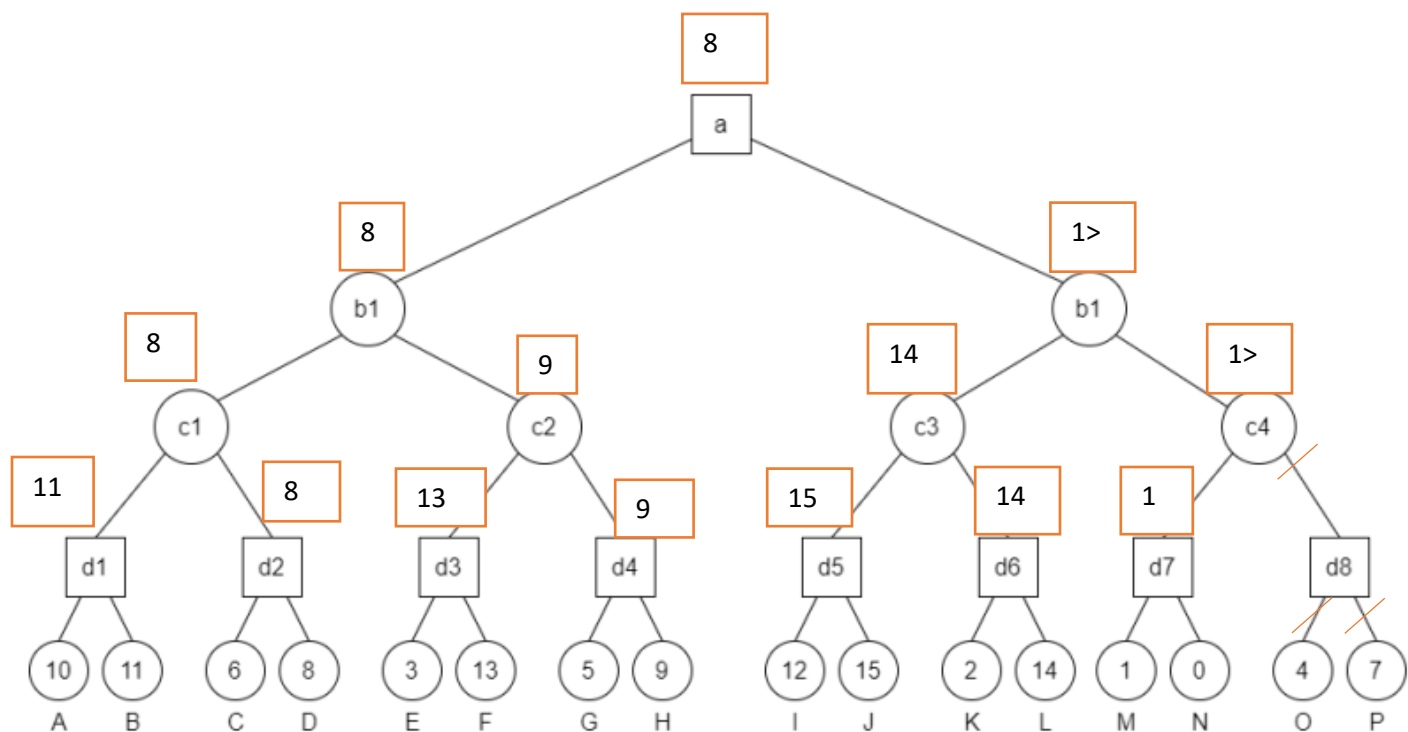 8
a
8
1>
b1
b1
8
9
14
1>
c1
c2
c3
c4
11
8
13
9
15
14
1
d1
d2
d3
d4
d5
d6
d7
d8
10 11 6 8 3 13 5 9 12 15 2 14 1 0 4 7
A B C D E F G H I J K L M N O P